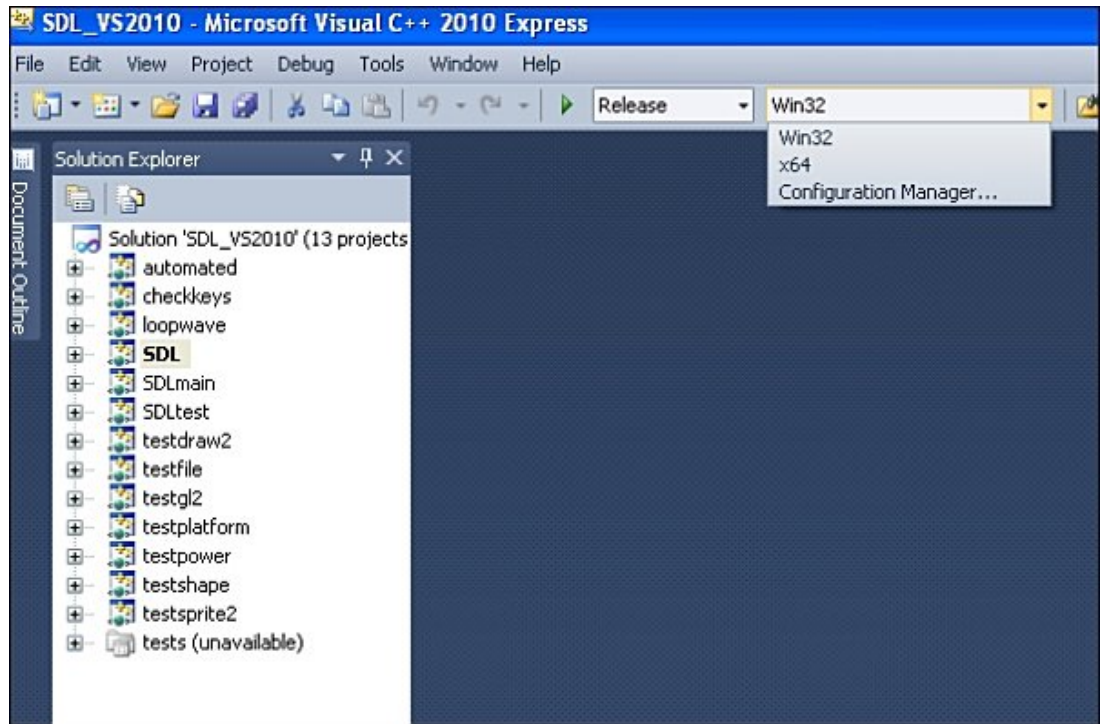 SDL_VS2010 - Microsoft Visual C++ 2010 Express
File Edit View Project Debug Tools Window Help
Release Win32
Win32
x64
Configuration Manager...
Solution Explorer
Document Outline
Solution 'SDL_VS2010' (13 projects
automated
checkkeys
loopwave
SDL
SDLmain
SDLtest
testdraw2
testfile
testgl2
testplatform
testpower
testshape
testsprite2
tests (unavailable)